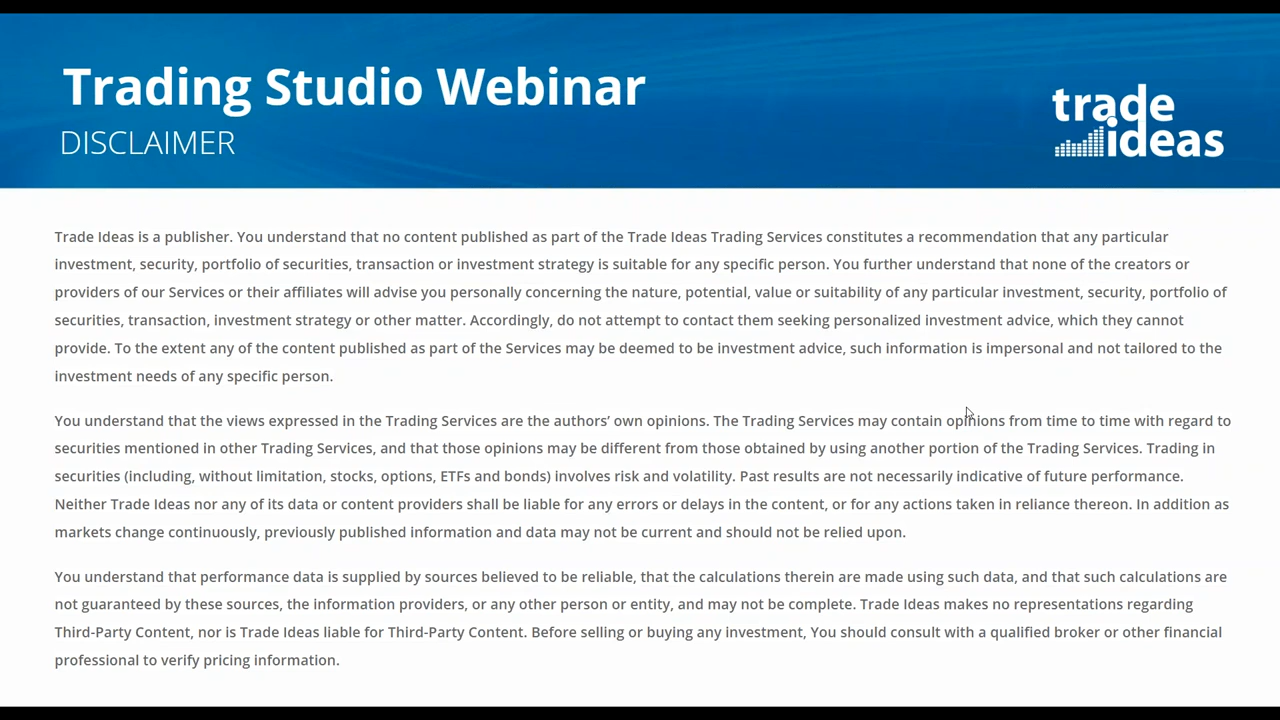 Trading Studio Webinar
DISCLAIMER
trade
ideas
Trade Ideas is a publisher. You understand that no content published as part of the Trade Ideas Trading Services constitutes a recommendation that any particular
investment, security, portfolio of securities, transaction or investment strategy is suitable for any specific person. You further understand that none of the creators or
providers of our Services or their affiliates will advise you personally concerning the nature, potential, value or suitability of any particular investment, security, portfolio of
securities, transaction, investment strategy or other matter. Accordingly, do not attempt to contact them seeking personalized investment advice, which they cannot
provide. To the extent any of the content published as part of the Services may be deemed to be investment advice, such information is impersonal and not tailored to the
investment needs of any specific person.
You understand that the views expressed in the Trading Services are the authors’ own opinions. The Trading Services may contain opinions from time to time with regard to
securities mentioned in other Trading Services, and that those opinions may be different from those obtained by using another portion of the Trading Services. Trading in
securities (including, without limitation, stocks, options, ETFs and bonds) involves risk and volatility. Past results are not necessarily indicative of future performance.
Neither Trade Ideas nor any of its data or content providers shall be liable for any errors or delays in the content, or for any actions taken in reliance thereon. In addition as
markets change continuously, previously published information and data may not be current and should not be relied upon.
You understand that performance data is supplied by sources believed to be reliable, that the calculations therein are made using such data, and that such calculations are
not guaranteed by these sources, the information providers, or any other person or entity, and may not be complete. Trade Ideas makes no representations regarding
Third-Party Content, nor is Trade Ideas liable for Third-Party Content. Before selling or buying any investment, You should consult with a qualified broker or other financial
professional to verify pricing information.